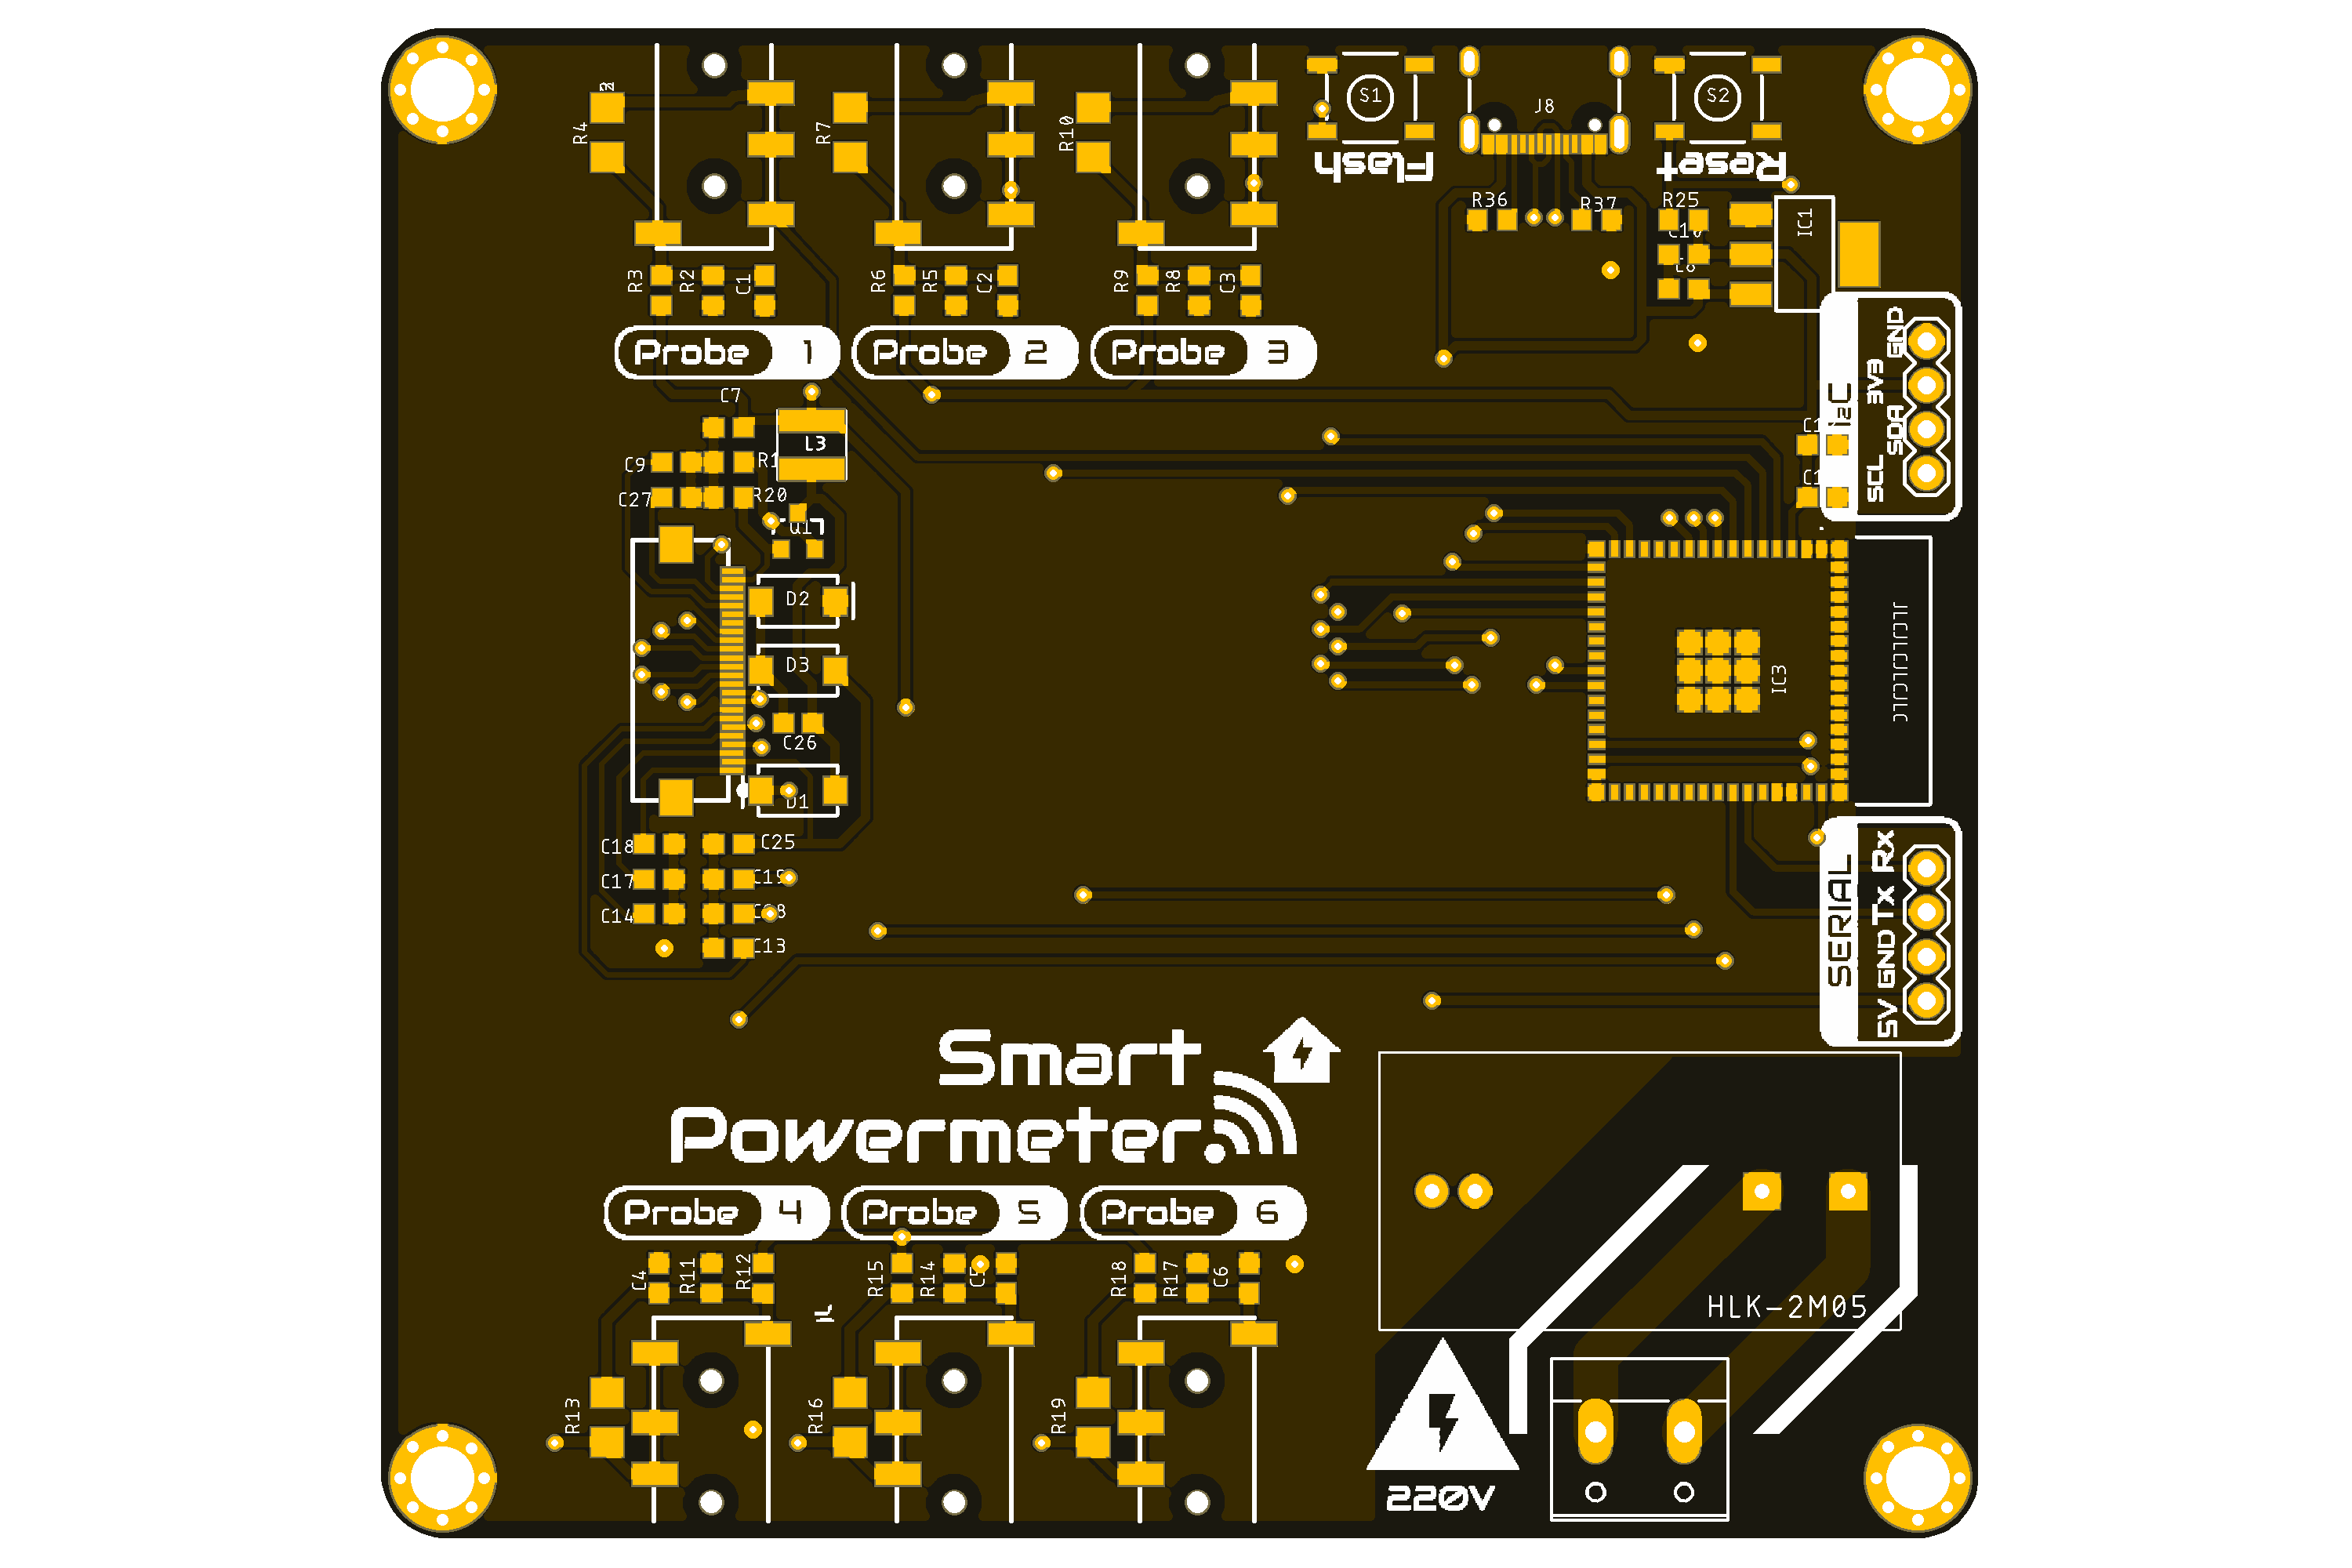 R4
R7
R10
S1
J8
S2
Flash
Reset
R36
R37
R25
IC1
R3
R2
C1
R6
R5
C2
R9
R8
C3
Probe 1
Probe 2
Probe 3
I2C
GND
3V3
SDA
SCL
C7
L3
C9
C27
R20
Q1
D2
D3
C26
D1
IC3
JLCJLCJLCJLC
C18
C25
C17
C19
C14
C13
SERIAL
Rx
Tx
GND
5V
Smart
Powermeter
Probe 4
Probe 5
Probe 6
C4
R11
R12
R15
R14
C5
R18
R17
C6
HLK-2M05
R13
R16
R19
220V